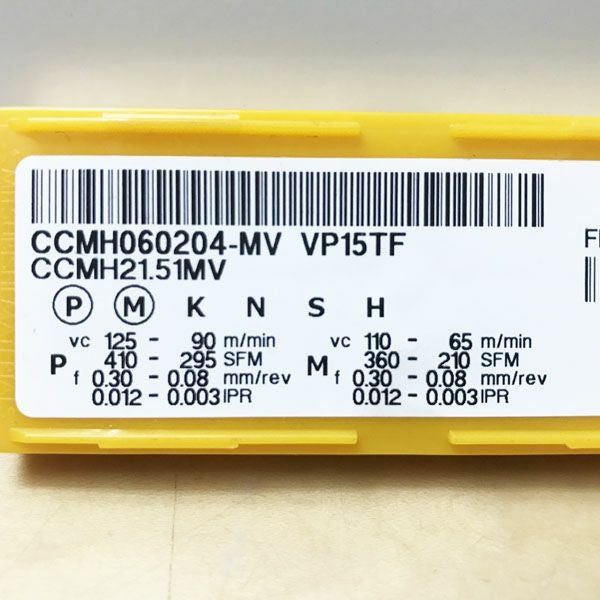 CCMH060204-MV VP15TF
CCMH21.51MV
P M K N S H
P vc 125 - 90 m/min
410 - 295 SFM
f 0.30 - 0.08 mm/rev
0.012 - 0.003 IPR
M vc 110 - 65 m/min
360 - 210 SFM
f 0.30 - 0.08 mm/rev
0.012 - 0.003 IPR